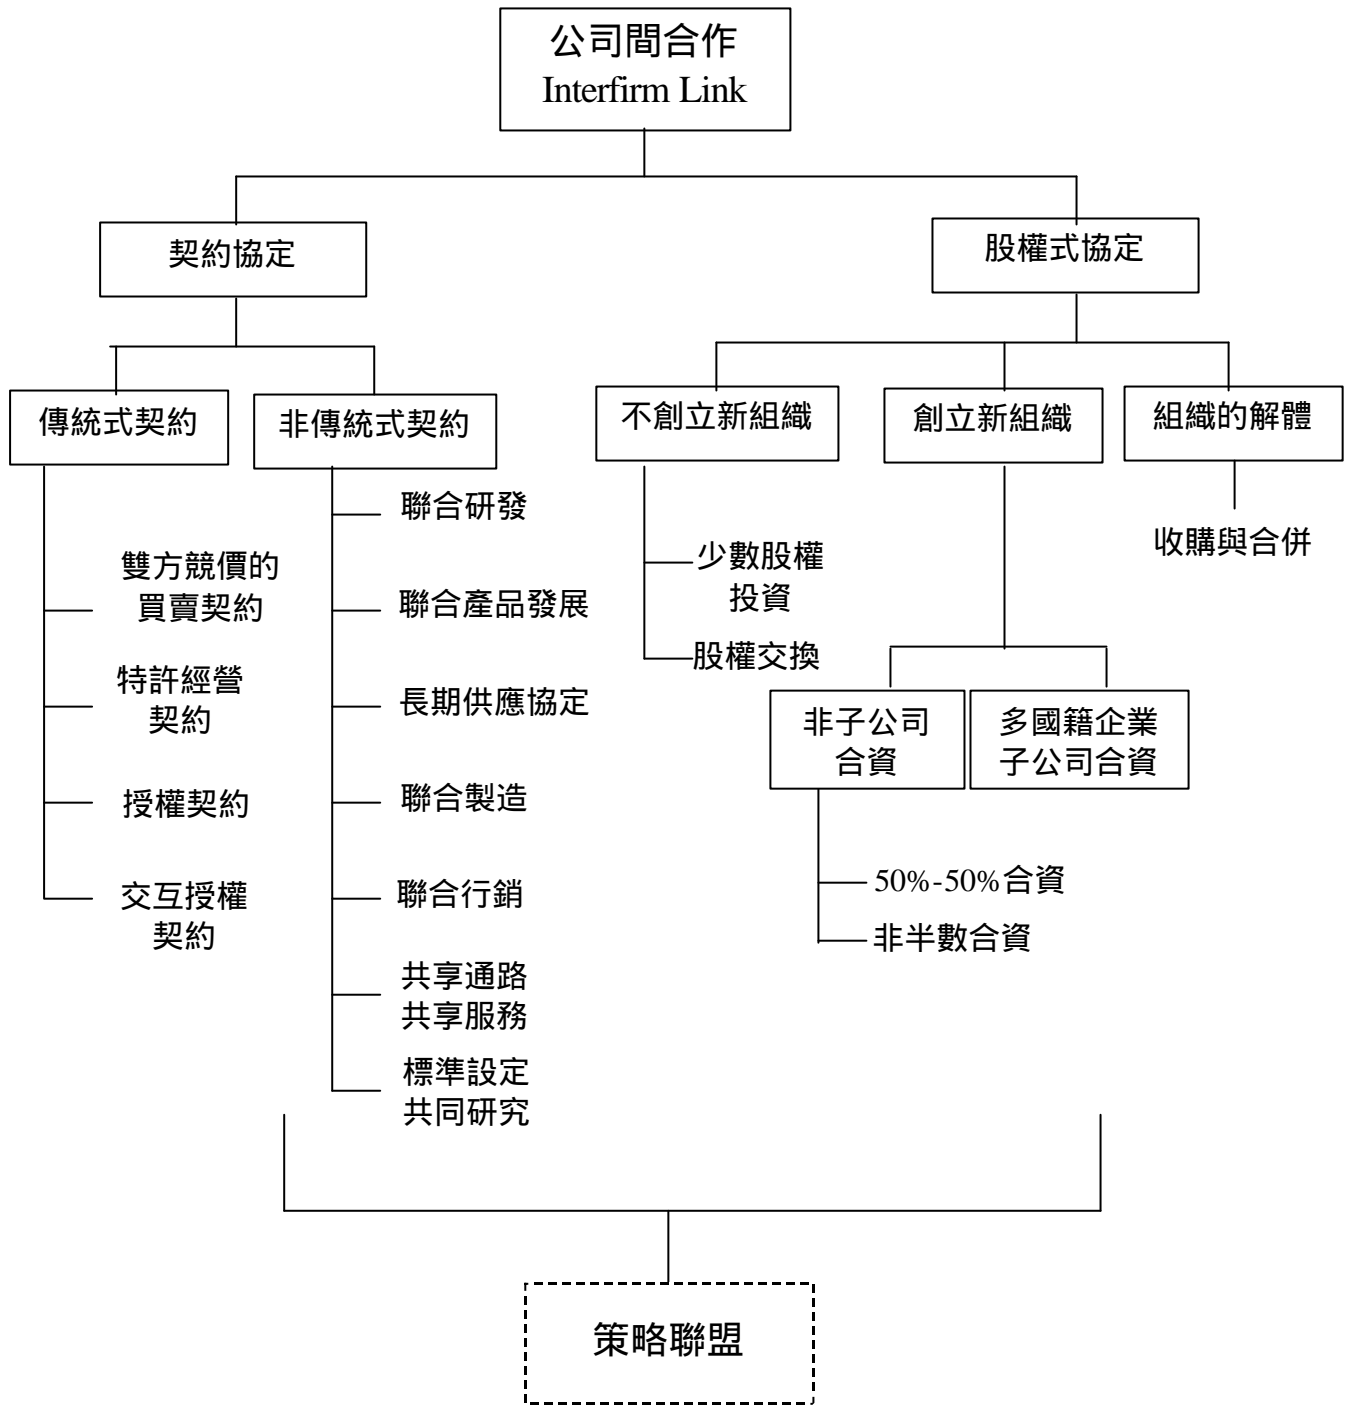 公司間合作
Interfirm Link
契約協定
股權式協定
傳統式契約
非傳統式契約
不創立新組織
創立新組織
組織的解體
雙方競價的
買賣契約
特許經營
契約
授權契約
交互授權
契約
聯合研發
聯合產品發展
長期供應協定
聯合製造
聯合行銷
共享通路
共享服務
標準設定
共同研究
少數股權
投資
股權交換
非子公司
合資
多國籍企業
子公司合資
50%-50%合資
非半數合資
收購與合併
策略聯盟